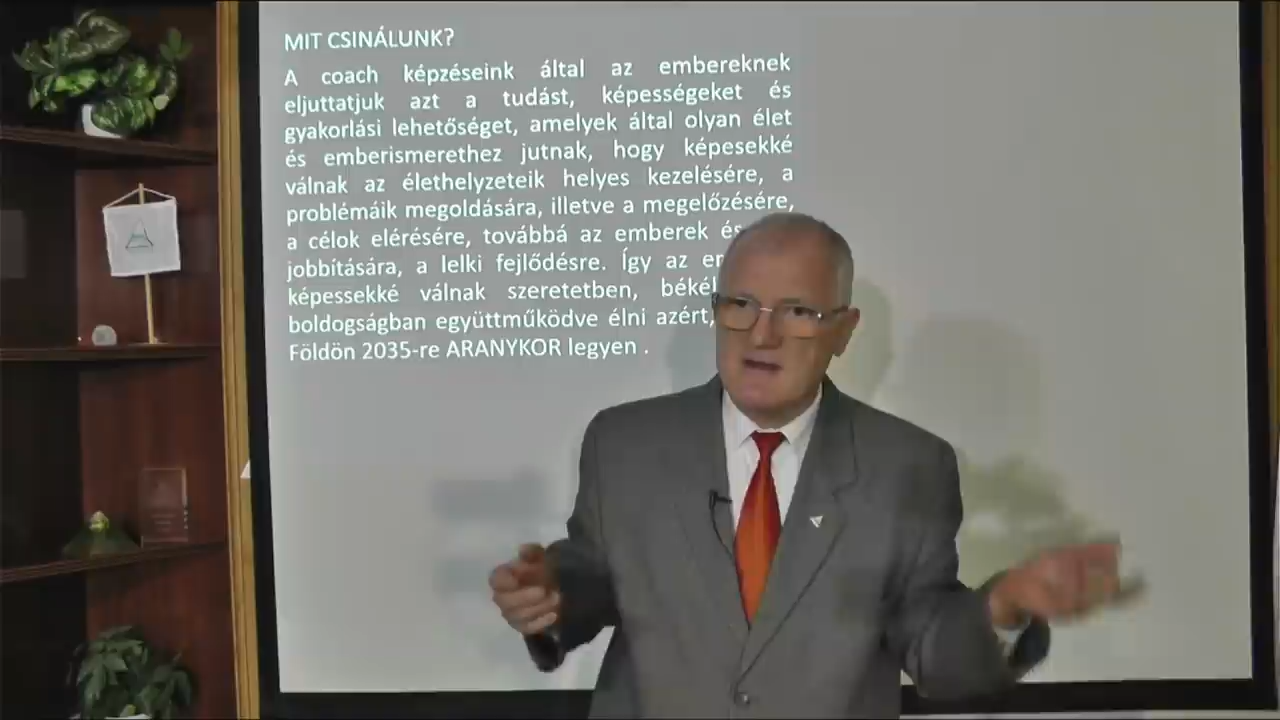 MIT CSINÁLUNK?
A coach képzéseink által az embereknek
eljuttatjuk azt a tudást, képességeket és
gyakorlási lehetőséget, amelyek által olyan élet
és emberismerethez jutnak, hogy képesekké
válnak az élethelyzeteik helyes kezelésére, a
problémáik megoldására, illetve a megelőzésére,
a célok elérésére, továbbá az emberek és
jobbítására, a lelki fejlődésre. Így az
képessekké válnak szeretetben,
boldogságban együttműködve élni azért,
Földön 2035-re ARANYKOR legyen .